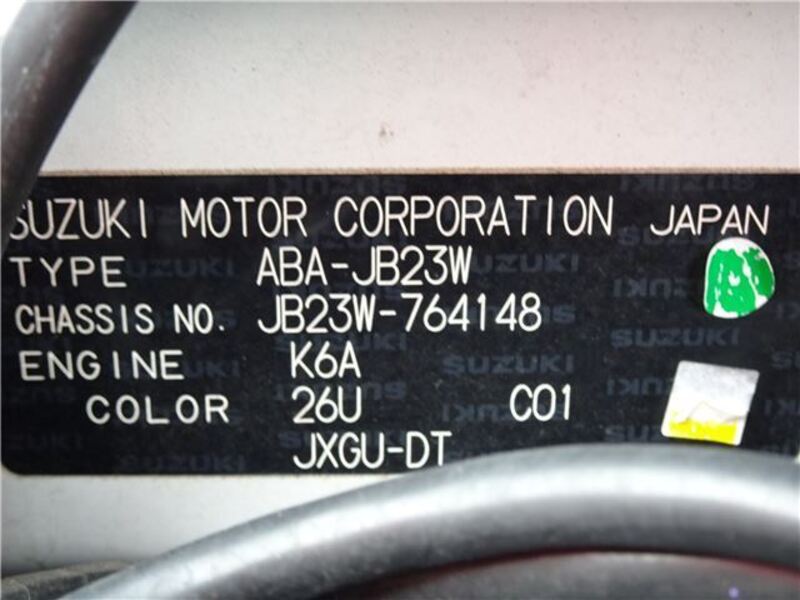 SUZUKI MOTOR CORPORATION JAPAN
TYPE ABA-JB23W
CHASSIS NO. JB23W-764148
ENGINE K6A
COLOR 26U C01
JXGU-DT